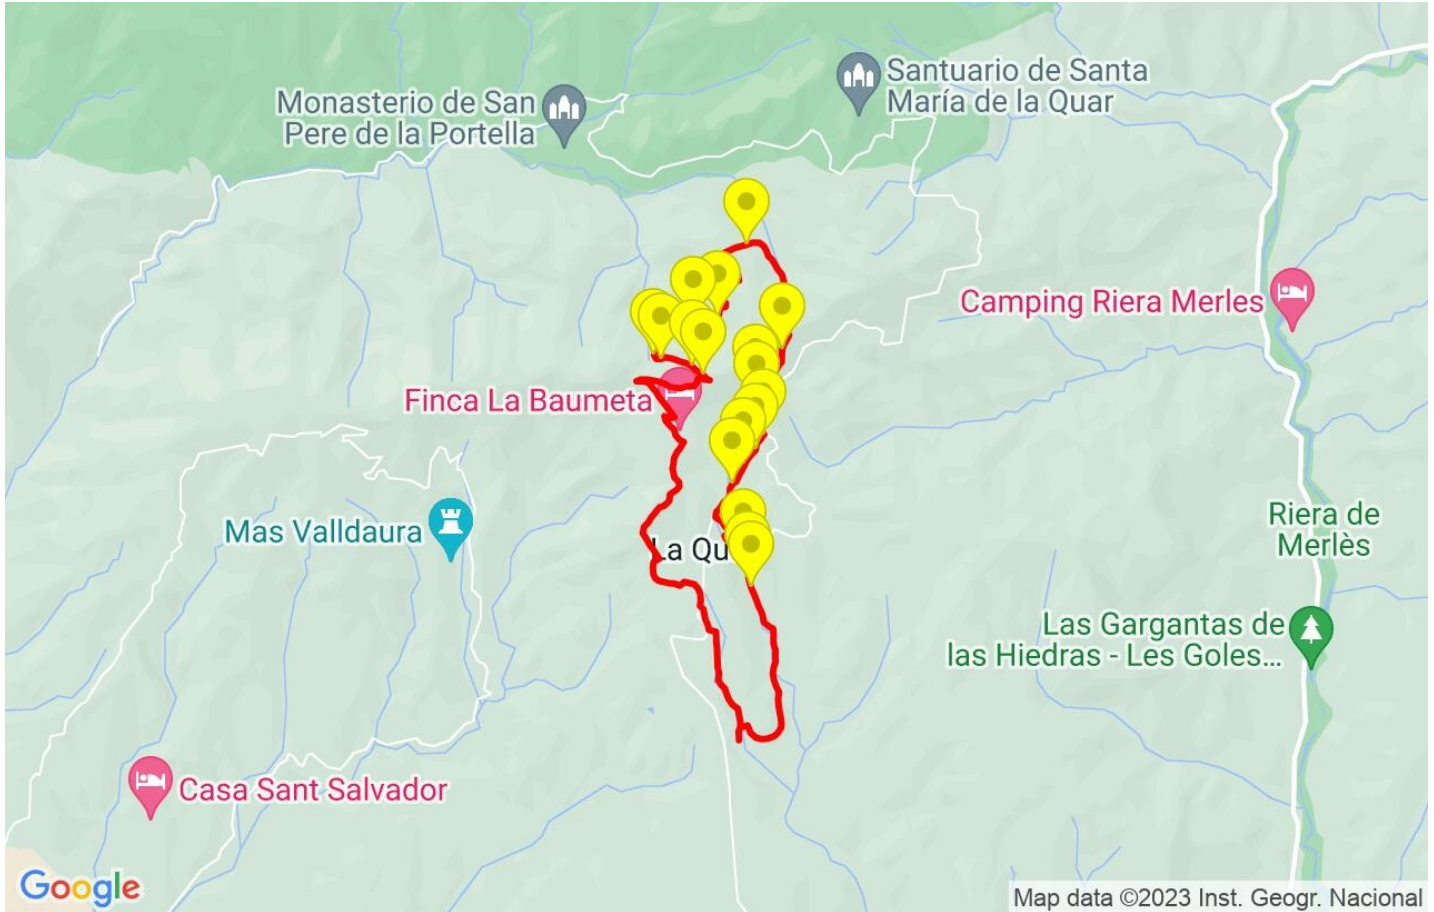 Santuario de Santa
María de la Quar
Monasterio de San
Pere de la Portella
Camping Riera Merles
Finca La Baumeta
Mas Valldaura
La Qu
Riera de
Merlès
Las Gargantas de
las Hiedras - Les Goles...
Casa Sant Salvador
Google
Map data ©2023 Inst. Geogr. Nacional